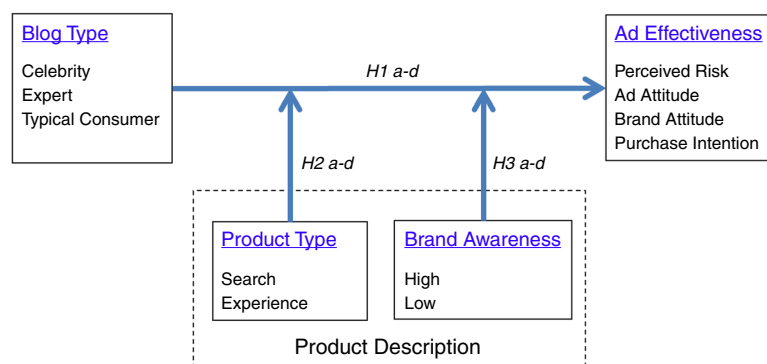 Blog Type
Celebrity
Expert
Typical Consumer
H1 a-d
Ad Effectiveness
Perceived Risk
Ad Attitude
Brand Attitude
Purchase Intention
H2 a-d
H3 a-d
Product Type
Search
Experience
Brand Awareness
High
Low
Product Description